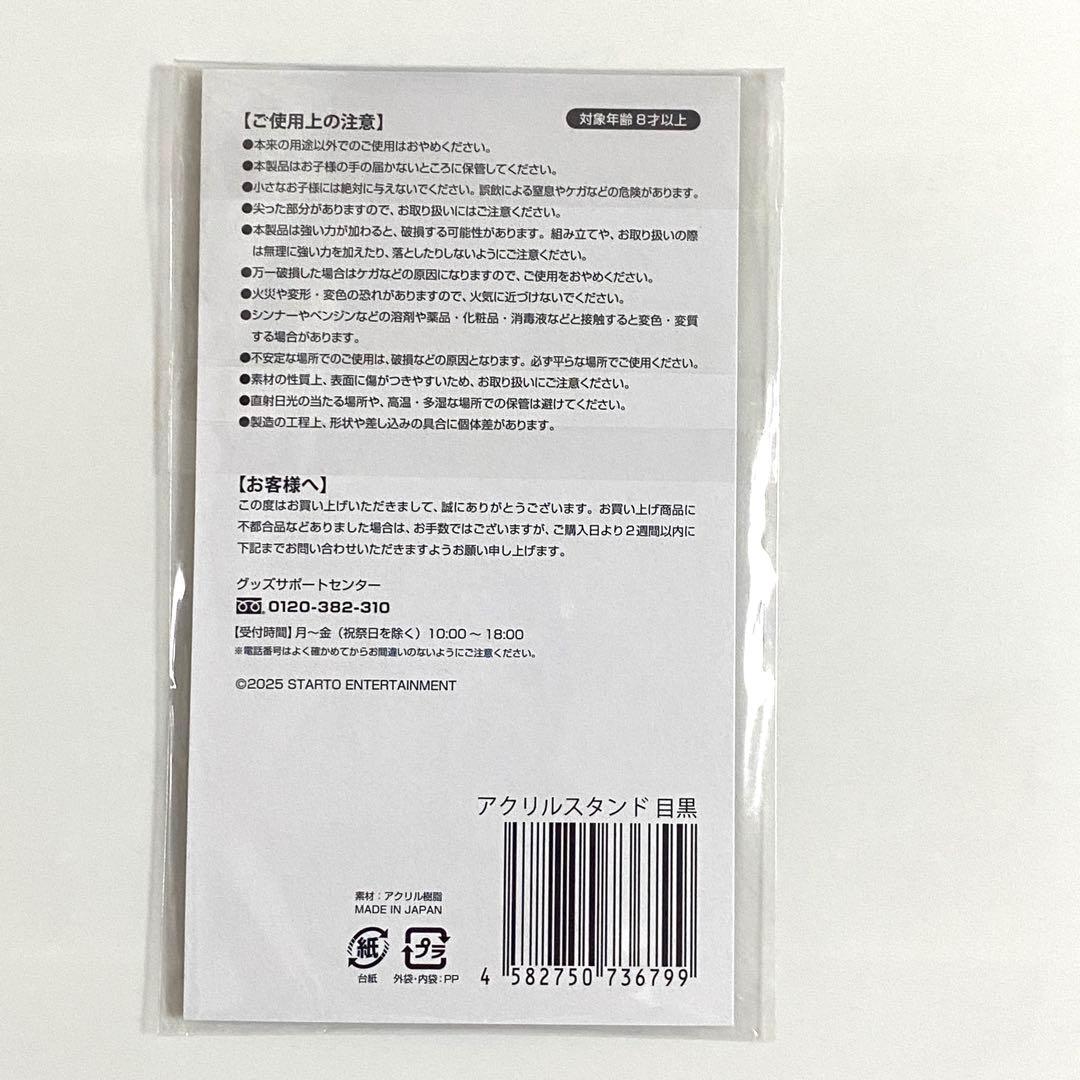 【ご使用上の注意】
対象年齢8才以上
●本来の用途以外でのご使用はおやめください。
●本製品はお子様の手の届かないところに保管してください。
●小さなお子様には絶対に与えないでください。誤飲による窒息やケガなどの危険があります。
●尖った部分がありますので、お取り扱いにはご注意ください。
●本製品は強い力が加わると、破損する可能性があります。組み立てや、お取り扱いの際
は無理に強い力を加えたり、落としたりしないようにご注意ください。
●万一破損した場合はケガなどの原因になりますので、ご使用をおやめください。
●火災や変形・変色の恐れがありますので、火気に近づけないでください。
●シンナーやベンジンなどの溶剤や薬品・化粧品・消毒液などと接触すると変色・変質
する場合があります。
●不安定な場所でのご使用は、破損などの原因となります。必ず平らな場所でご使用ください。
●素材の性質上、表面に傷がつきやすいため、お取り扱いにご注意ください。
●直射日光の当たる場所や、高温・多湿な場所での保管は避けてください。
●製造の工程上、形状や差し込みの具合に個体差があります。
【お客様へ】
この度はお買い上げいただきまして、誠にありがとうございます。お買い上げ商品に
不都合品などありました場合は、お手数ではございますが、ご購入日より2週間以内に
下記までお問い合わせいただきますようお願い申し上げます。
グッズサポートセンター
0120-382-310
【受付時間】月～金（祝祭日を除く）10:00～18:00
※電話番号はよく確かめてからお間違いのないようにご注意ください。
©2025 STARTO ENTERTAINMENT
アクリルスタンド 目黒
素材：アクリル樹脂
MADE IN JAPAN
紙
プラ
台紙
外袋・内袋：PP
4 582750 736799